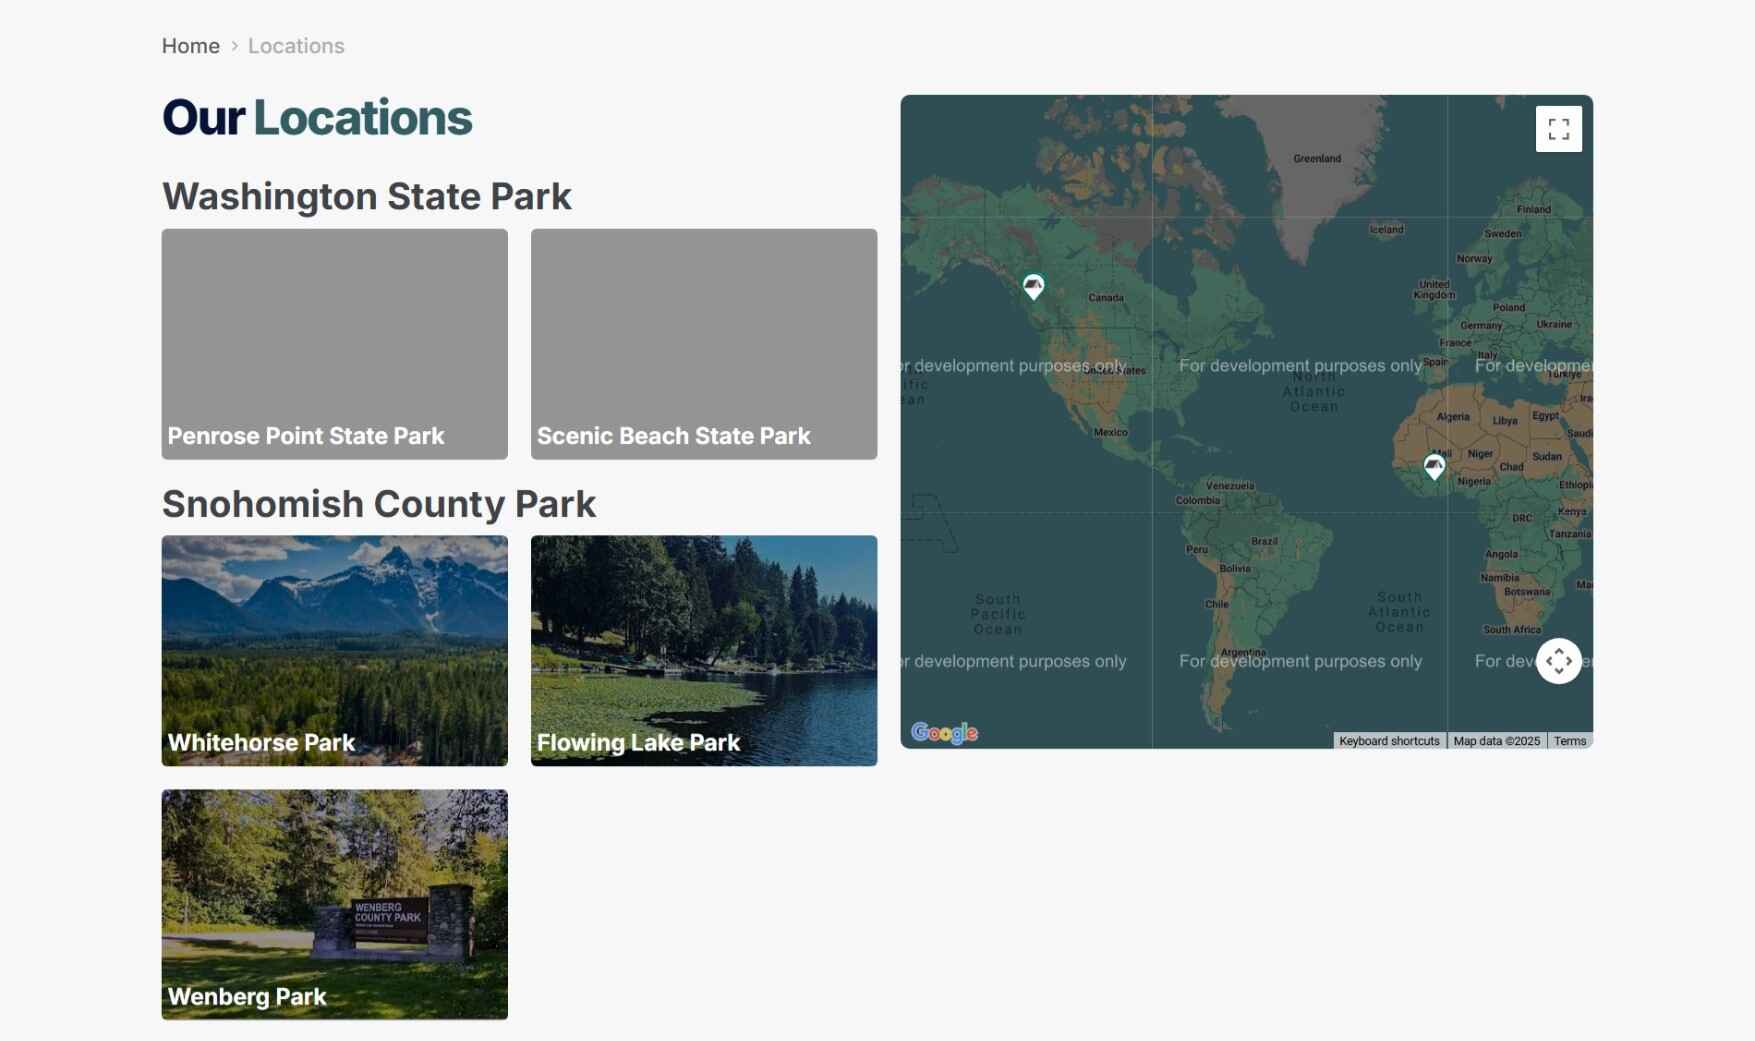 Home > Locations
Our Locations
Washington State Park
Penrose Point State Park
Scenic Beach State Park
Snohomish County Park
Whitehorse Park
Flowing Lake Park
WENBERG
COUNTY PARK
Wenberg Park
Greenland
Finland
Iceland
Sweden
Norway
United
Kingdom
Canada
Poland
Germany
Ukraine
France
Italy
Spain
or development purposes only
For development purposes only
For developme
Türkiye
United States
North
Atlantic
Ocean
Algeria
Libya
Egypt
Saudi
Mexico
Mali
Niger
Sudan
Chad
Venezuela
Nigeria
Ethiopi
Colombia
DRC
Kenya
Tanzania
Brazil
Peru
Angola
Bolivia
Namibia
Botswana
South
Pacific
Ocean
Chile
South
Atlantic
Ocean
South Africa
Argentina
or development purposes only
For development purposes only
For dev
Google
Keyboard shortcuts
Map data ©2025
Terms